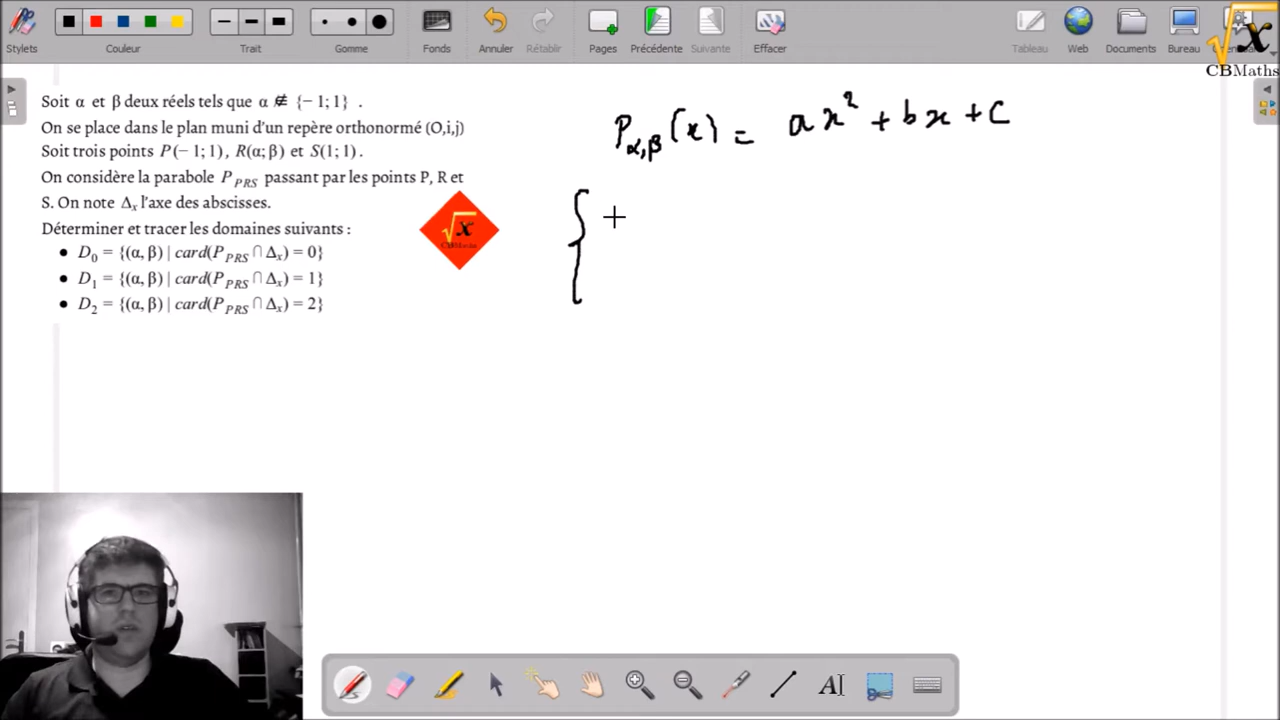 Stylets Couleur Trait Gomme Fonds Annuler Rétablir Pages Précédente Suivante Effacer Tableau Web Documents Bureau
CBMaths
Soit α et β deux réels tels que α ∉ {− 1; 1} .
On se place dans le plan muni d'un repère orthonormé (O,i,j)
Soit trois points P(− 1; 1) , R(α; β) et S(1; 1) .
On considère la parabole P_PRS passant par les points P, R et
S. On note Δ_x l'axe des abscisses.
Déterminer et tracer les domaines suivants :
● D_0 = {(α, β) | card(P_PRS ⋂ Δ_x) = 0}
● D_1 = {(α, β) | card(P_PRS ⋂ Δ_x) = 1}
● D_2 = {(α, β) | card(P_PRS ⋂ Δ_x) = 2}
√x
CBMaths
P_α,β(x) = ax² + bx + c
{
AI